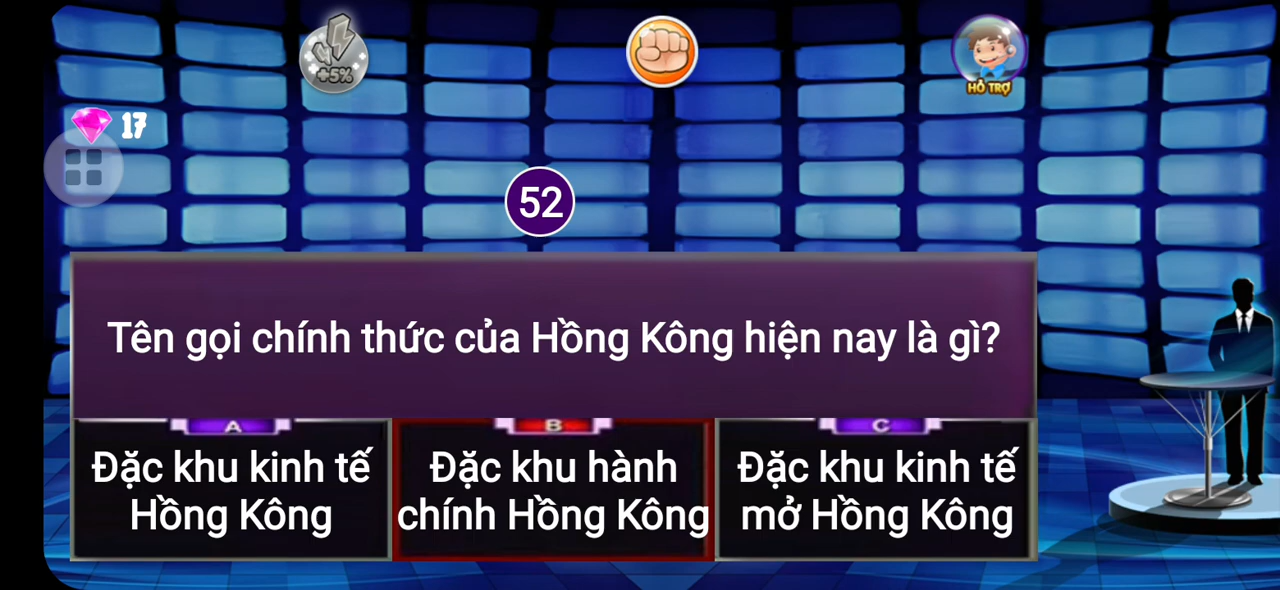 +5%
HỖ TRỢ
17
52
Tên gọi chính thức của Hồng Kông hiện nay là gì?
A
Đặc khu kinh tế
Hồng Kông
B
Đặc khu hành
chính Hồng Kông
C
Đặc khu kinh tế
mở Hồng Kông